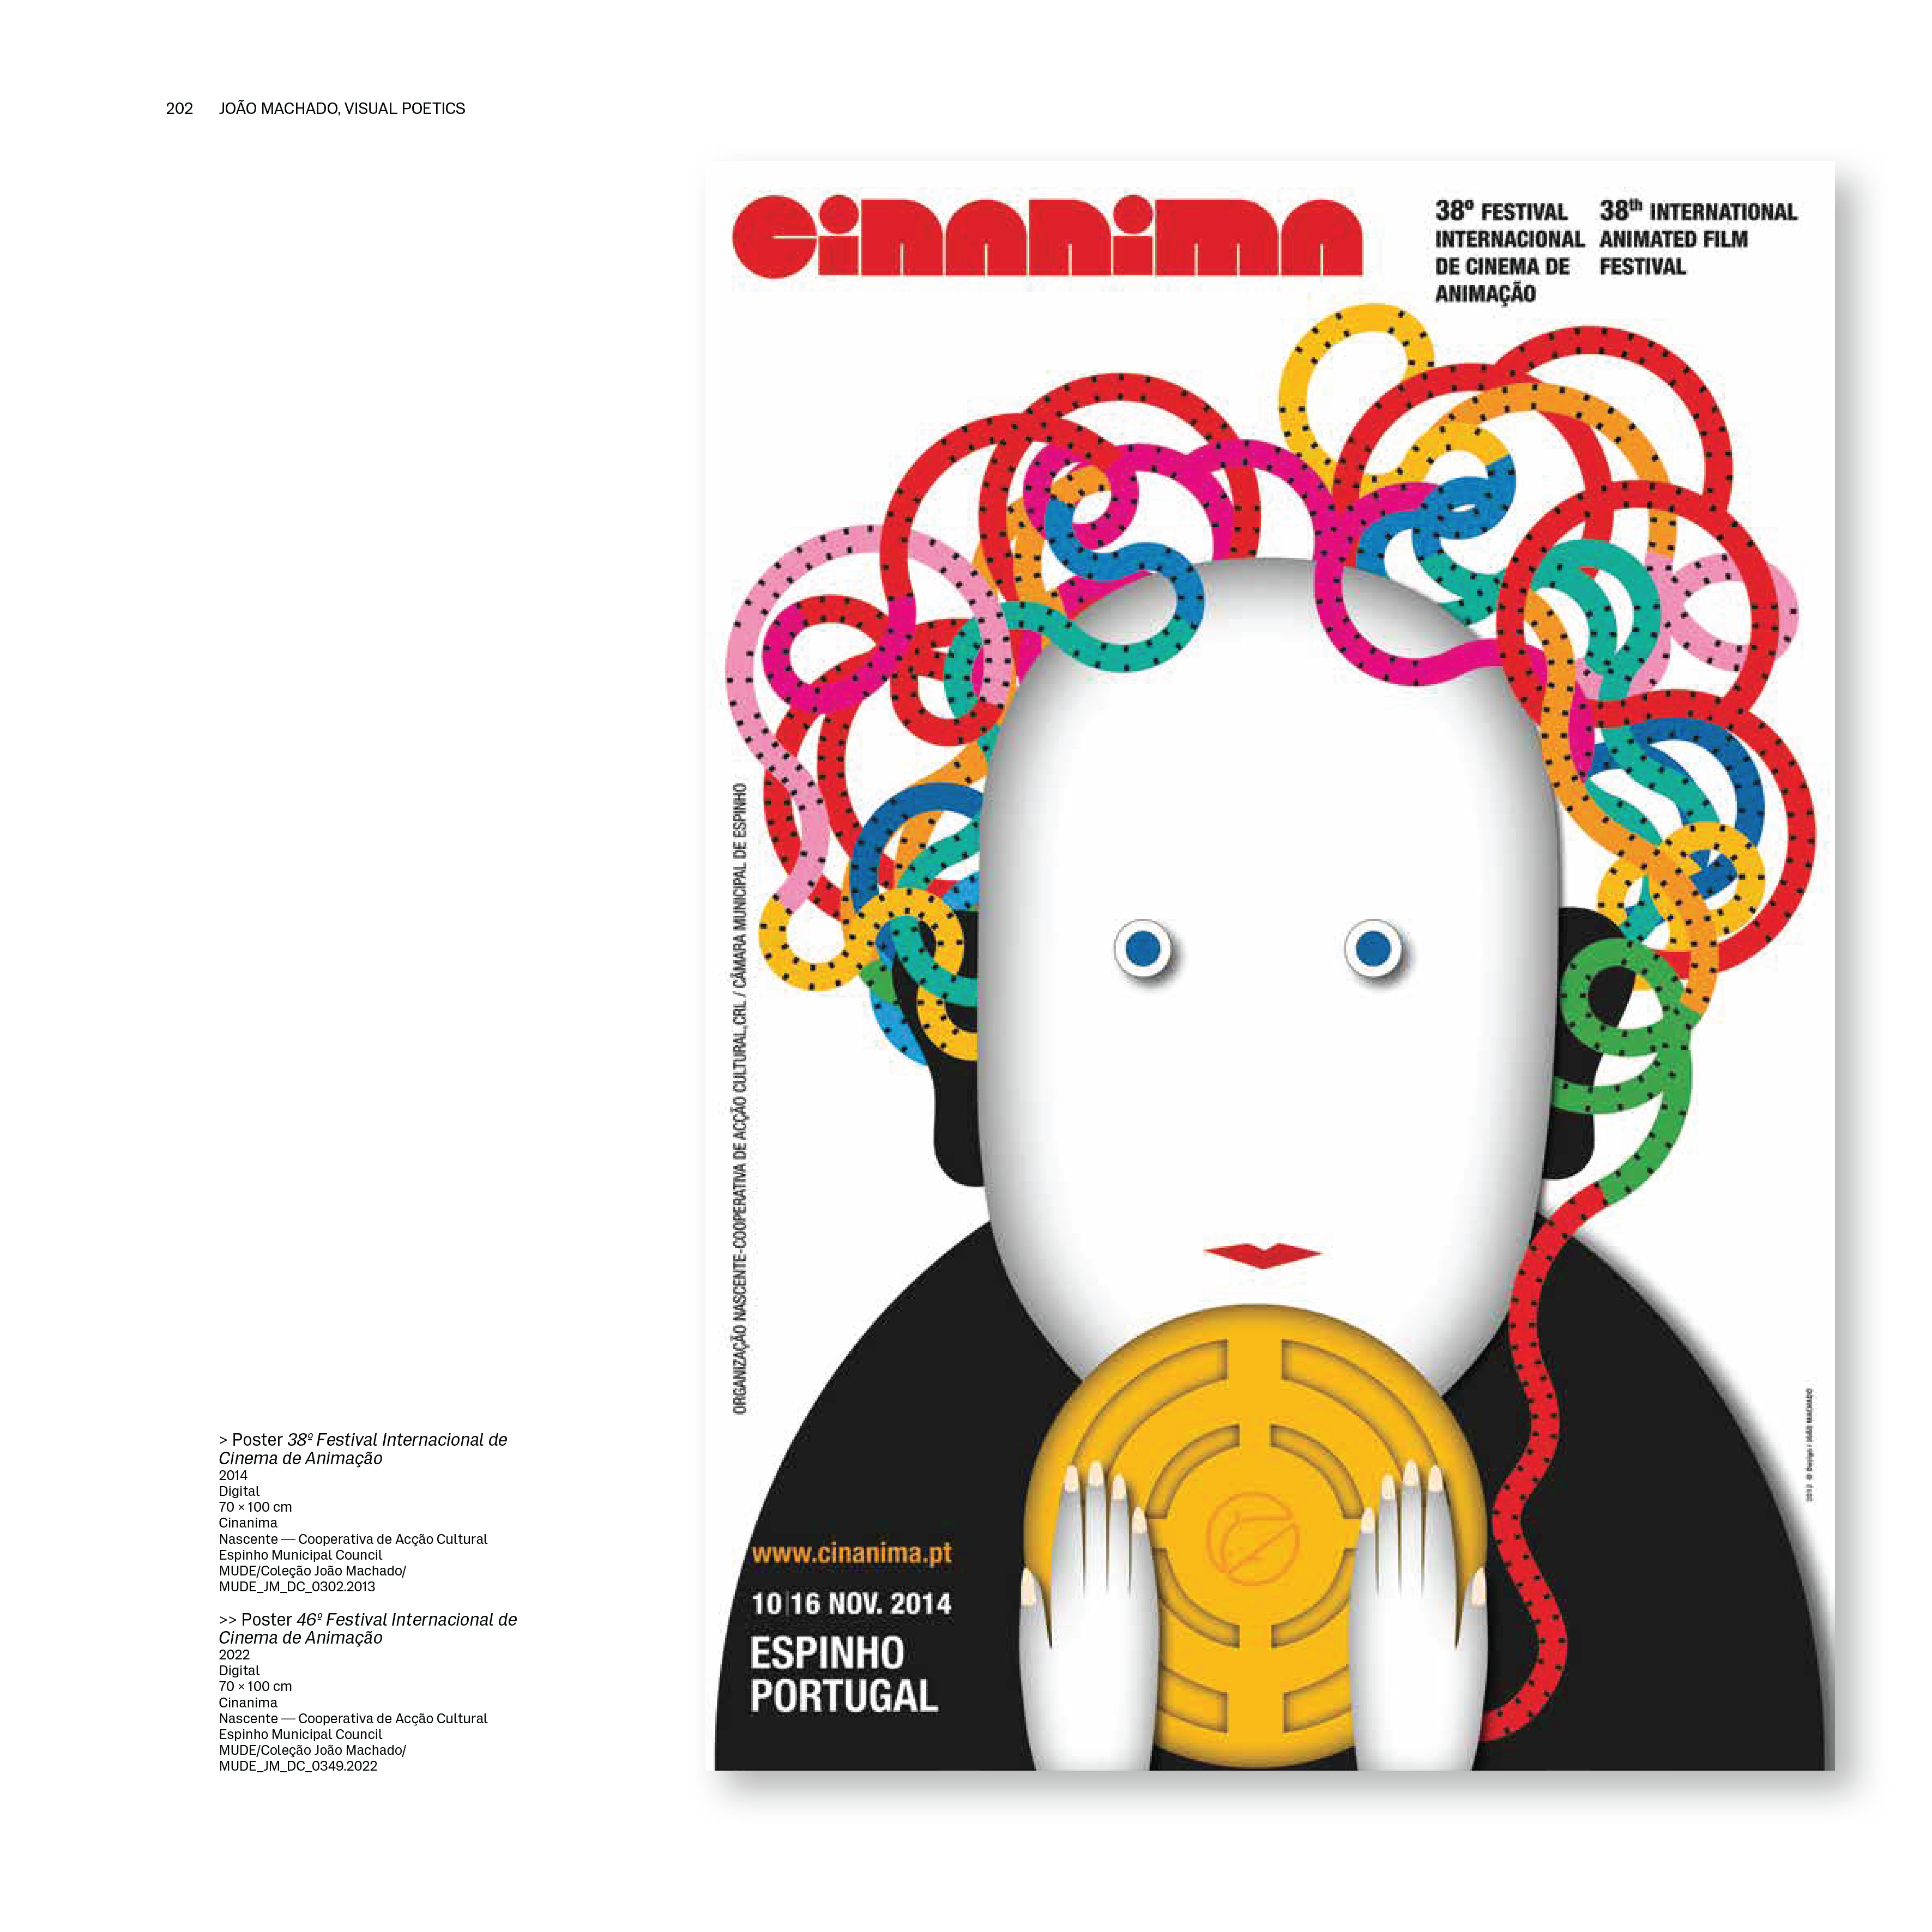 202 JOÃO MACHADO, VISUAL POETICS
cinanima
38º FESTIVAL
INTERNACIONAL
DE CINEMA DE
ANIMAÇÃO
38th INTERNATIONAL
ANIMATED FILM
FESTIVAL
ORGANIZAÇÃO NASCENTE-COOPERATIVA DE ACÇÃO CULTURAL,CRL / CÂMARA MUNICIPAL DE ESPINHO
www.cinanima.pt
10|16 NOV. 2014
ESPINHO
PORTUGAL
© Design / JOÃO MACHADO
> Poster 38º Festival Internacional de
Cinema de Animação
2014
Digital
70 × 100 cm
Cinanima
Nascente — Cooperativa de Acção Cultural
Espinho Municipal Council
MUDE/Coleção João Machado/
MUDE_JM_DC_0302.2013
>> Poster 46º Festival Internacional de
Cinema de Animação
2022
Digital
70 × 100 cm
Cinanima
Nascente — Cooperativa de Acção Cultural
Espinho Municipal Council
MUDE/Coleção João Machado/
MUDE_JM_DC_0349.2022